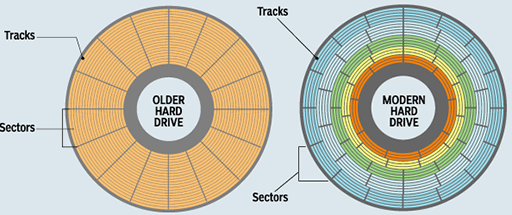 Tracks
OLDER
HARD
DRIVE
Sectors
Tracks
MODERN
HARD
DRIVE
Sectors